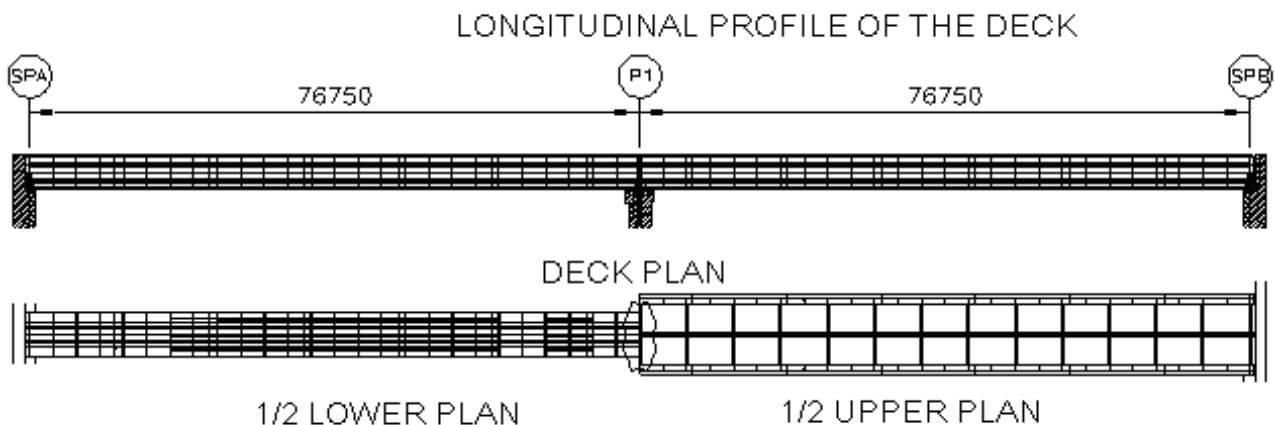 LONGITUDINAL PROFILE OF THE DECK
SPA P1 SPB
76750 76750
DECK PLAN
1/2 LOWER PLAN 1/2 UPPER PLAN